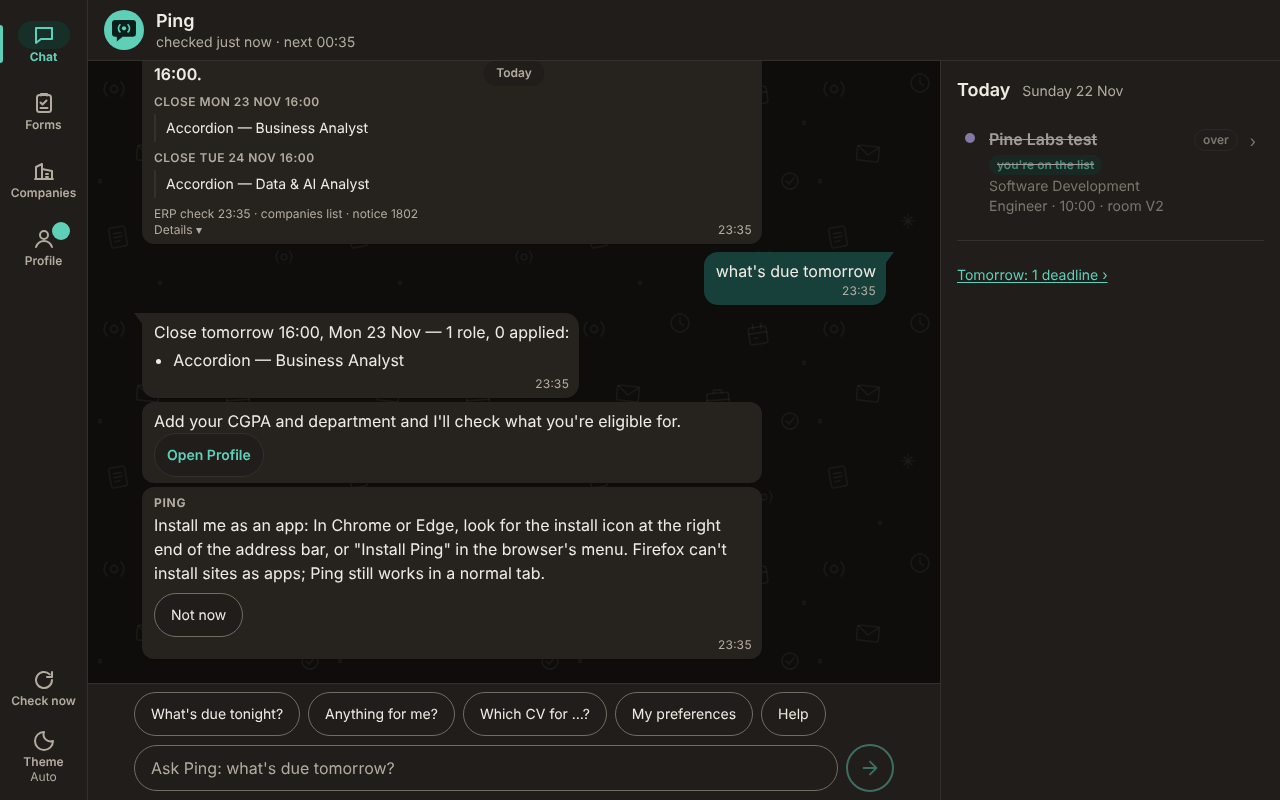 Chat
Forms
Companies
Profile
Check now
Theme
Auto
Ping
checked just now · next 00:35
Today
16:00.
CLOSE MON 23 NOV 16:00
Accordion — Business Analyst
CLOSE TUE 24 NOV 16:00
Accordion — Data & AI Analyst
ERP check 23:35 · companies list · notice 1802
Details ▾
23:35
what's due tomorrow
23:35
Close tomorrow 16:00, Mon 23 Nov — 1 role, 0 applied:
• Accordion — Business Analyst
23:35
Add your CGPA and department and I'll check what you're eligible for.
Open Profile
PING
Install me as an app: In Chrome or Edge, look for the install icon at the right
end of the address bar, or "Install Ping" in the browser's menu. Firefox can't
install sites as apps; Ping still works in a normal tab.
Not now
23:35
What's due tonight?
Anything for me?
Which CV for …?
My preferences
Help
Ask Ping: what's due tomorrow?
Today Sunday 22 Nov
Pine Labs test
over ›
you're on the list
Software Development
Engineer · 10:00 · room V2
Tomorrow: 1 deadline ›